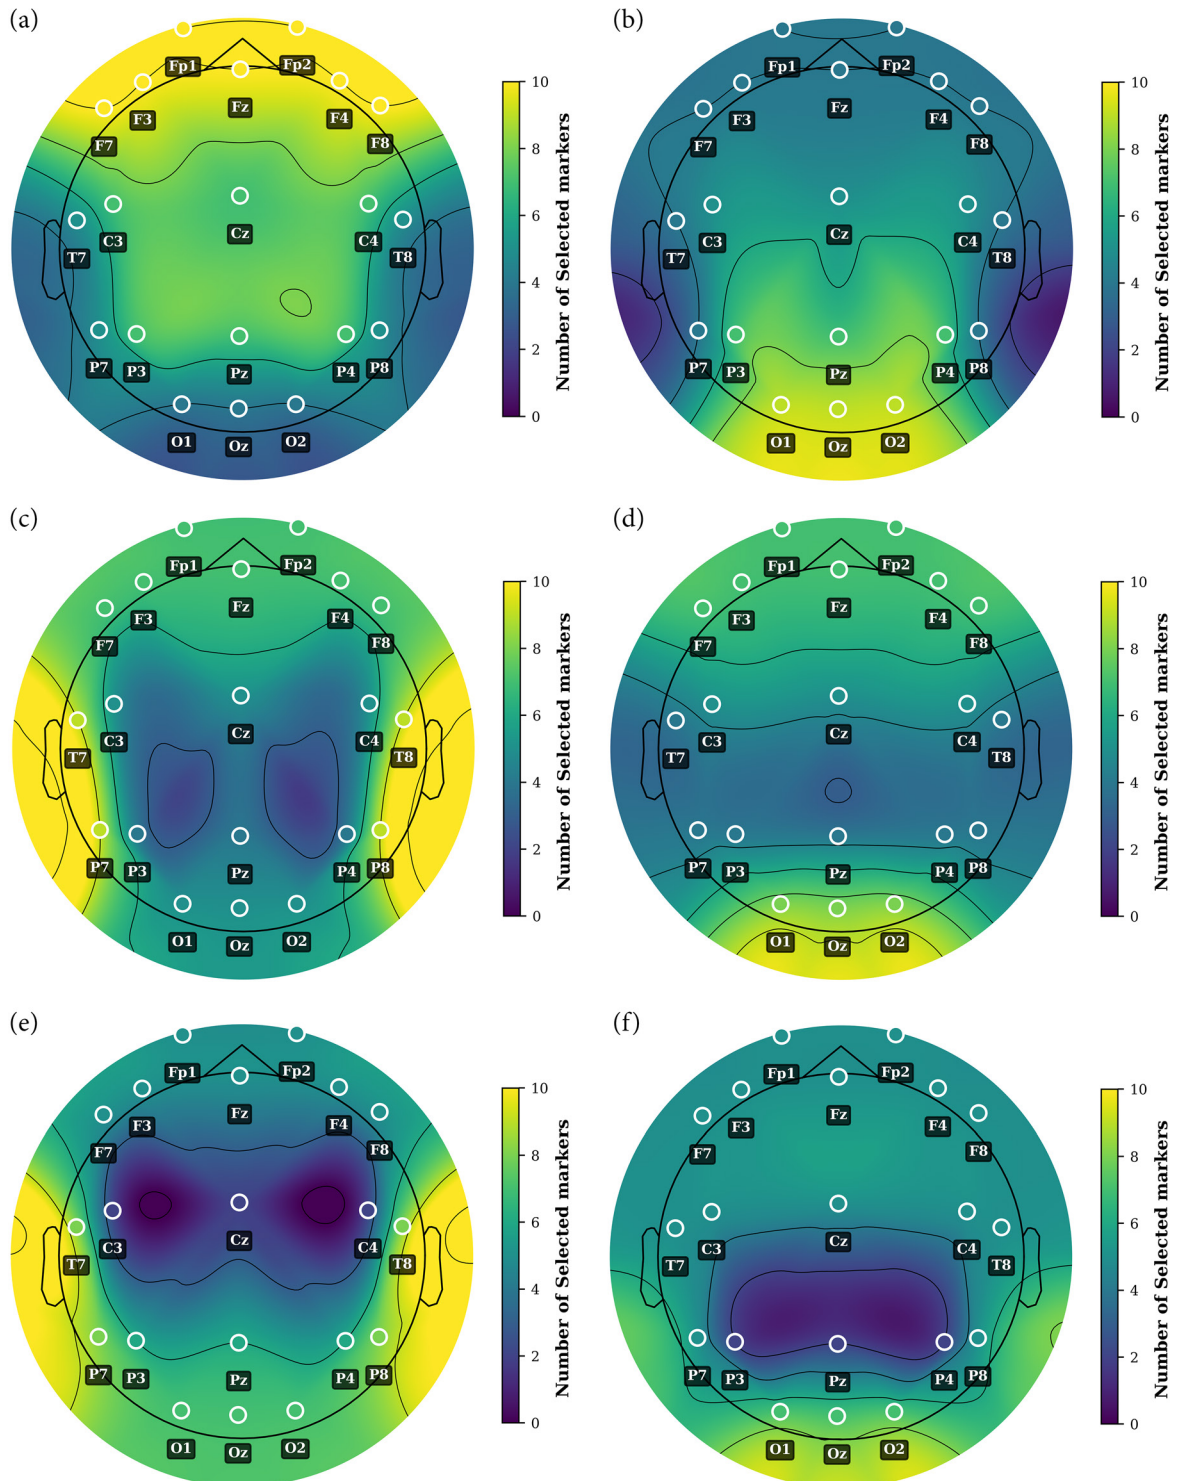 (a)
Fp1 Fp2
F3 Fz F4
F7 F8
C3 Cz C4
T7 T8
P7 P3 Pz P4 P8
O1 Oz O2
10
8
6
4
2
0
Number of Selected markers
(b)
Fp1 Fp2
F3 Fz F4
F7 F8
C3 Cz C4
T7 T8
P7 P3 Pz P4 P8
O1 Oz O2
10
8
6
4
2
0
Number of Selected markers
(c)
Fp1 Fp2
F3 Fz F4
F7 F8
C3 Cz C4
T7 T8
P7 P3 Pz P4 P8
O1 Oz O2
10
8
6
4
2
0
Number of Selected markers
(d)
Fp1 Fp2
F3 Fz F4
F7 F8
C3 Cz C4
T7 T8
P7 P3 Pz P4 P8
O1 Oz O2
10
8
6
4
2
0
Number of Selected markers
(e)
Fp1 Fp2
F3 Fz F4
F7 F8
C3 Cz C4
T7 T8
P7 P3 Pz P4 P8
O1 Oz O2
10
8
6
4
2
0
Number of Selected markers
(f)
Fp1 Fp2
F3 Fz F4
F7 F8
C3 Cz C4
T7 T8
P7 P3 Pz P4 P8
O1 Oz O2
10
8
6
4
2
0
Number of Selected markers